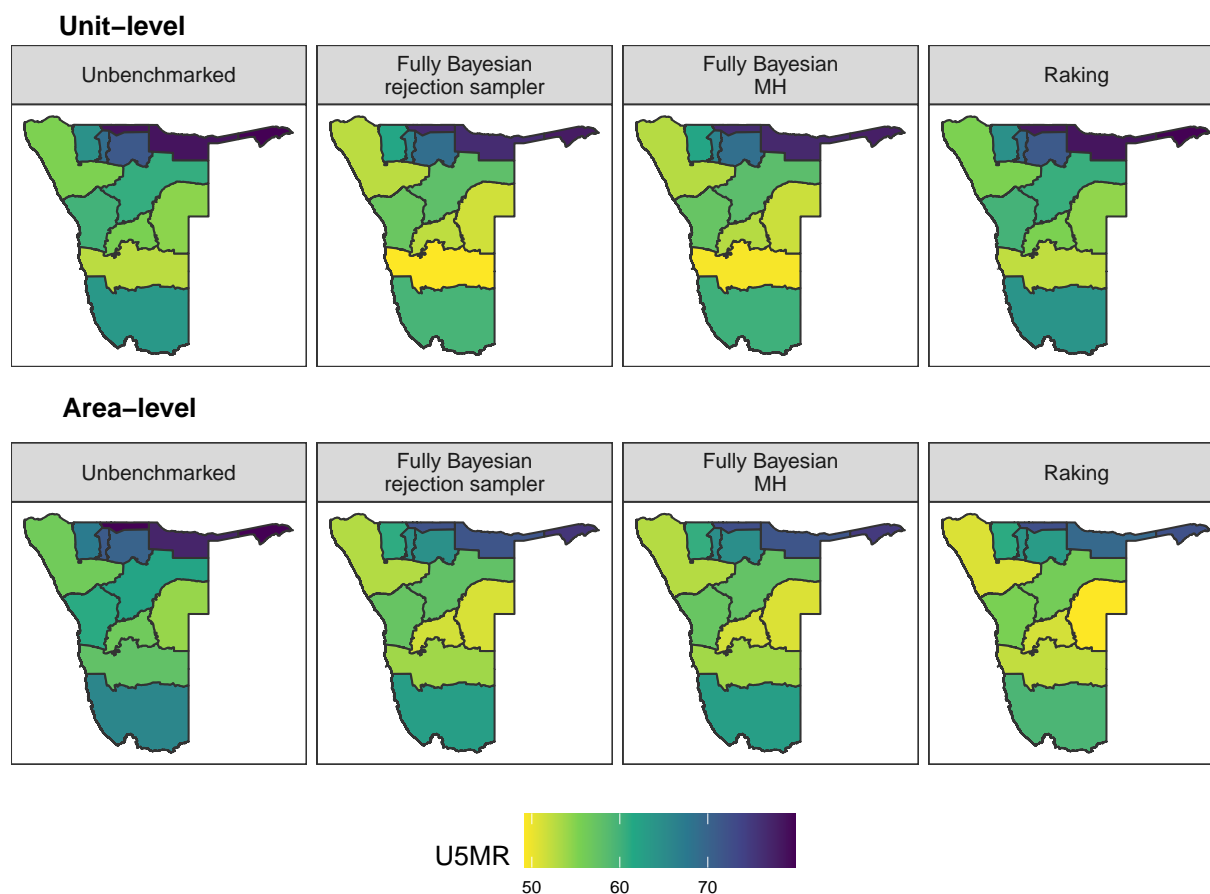 Unit−level
Unbenchmarked
Fully Bayesian
rejection sampler
Fully Bayesian
MH
Raking
Area−level
Unbenchmarked
Fully Bayesian
rejection sampler
Fully Bayesian
MH
Raking
U5MR
50 60 70